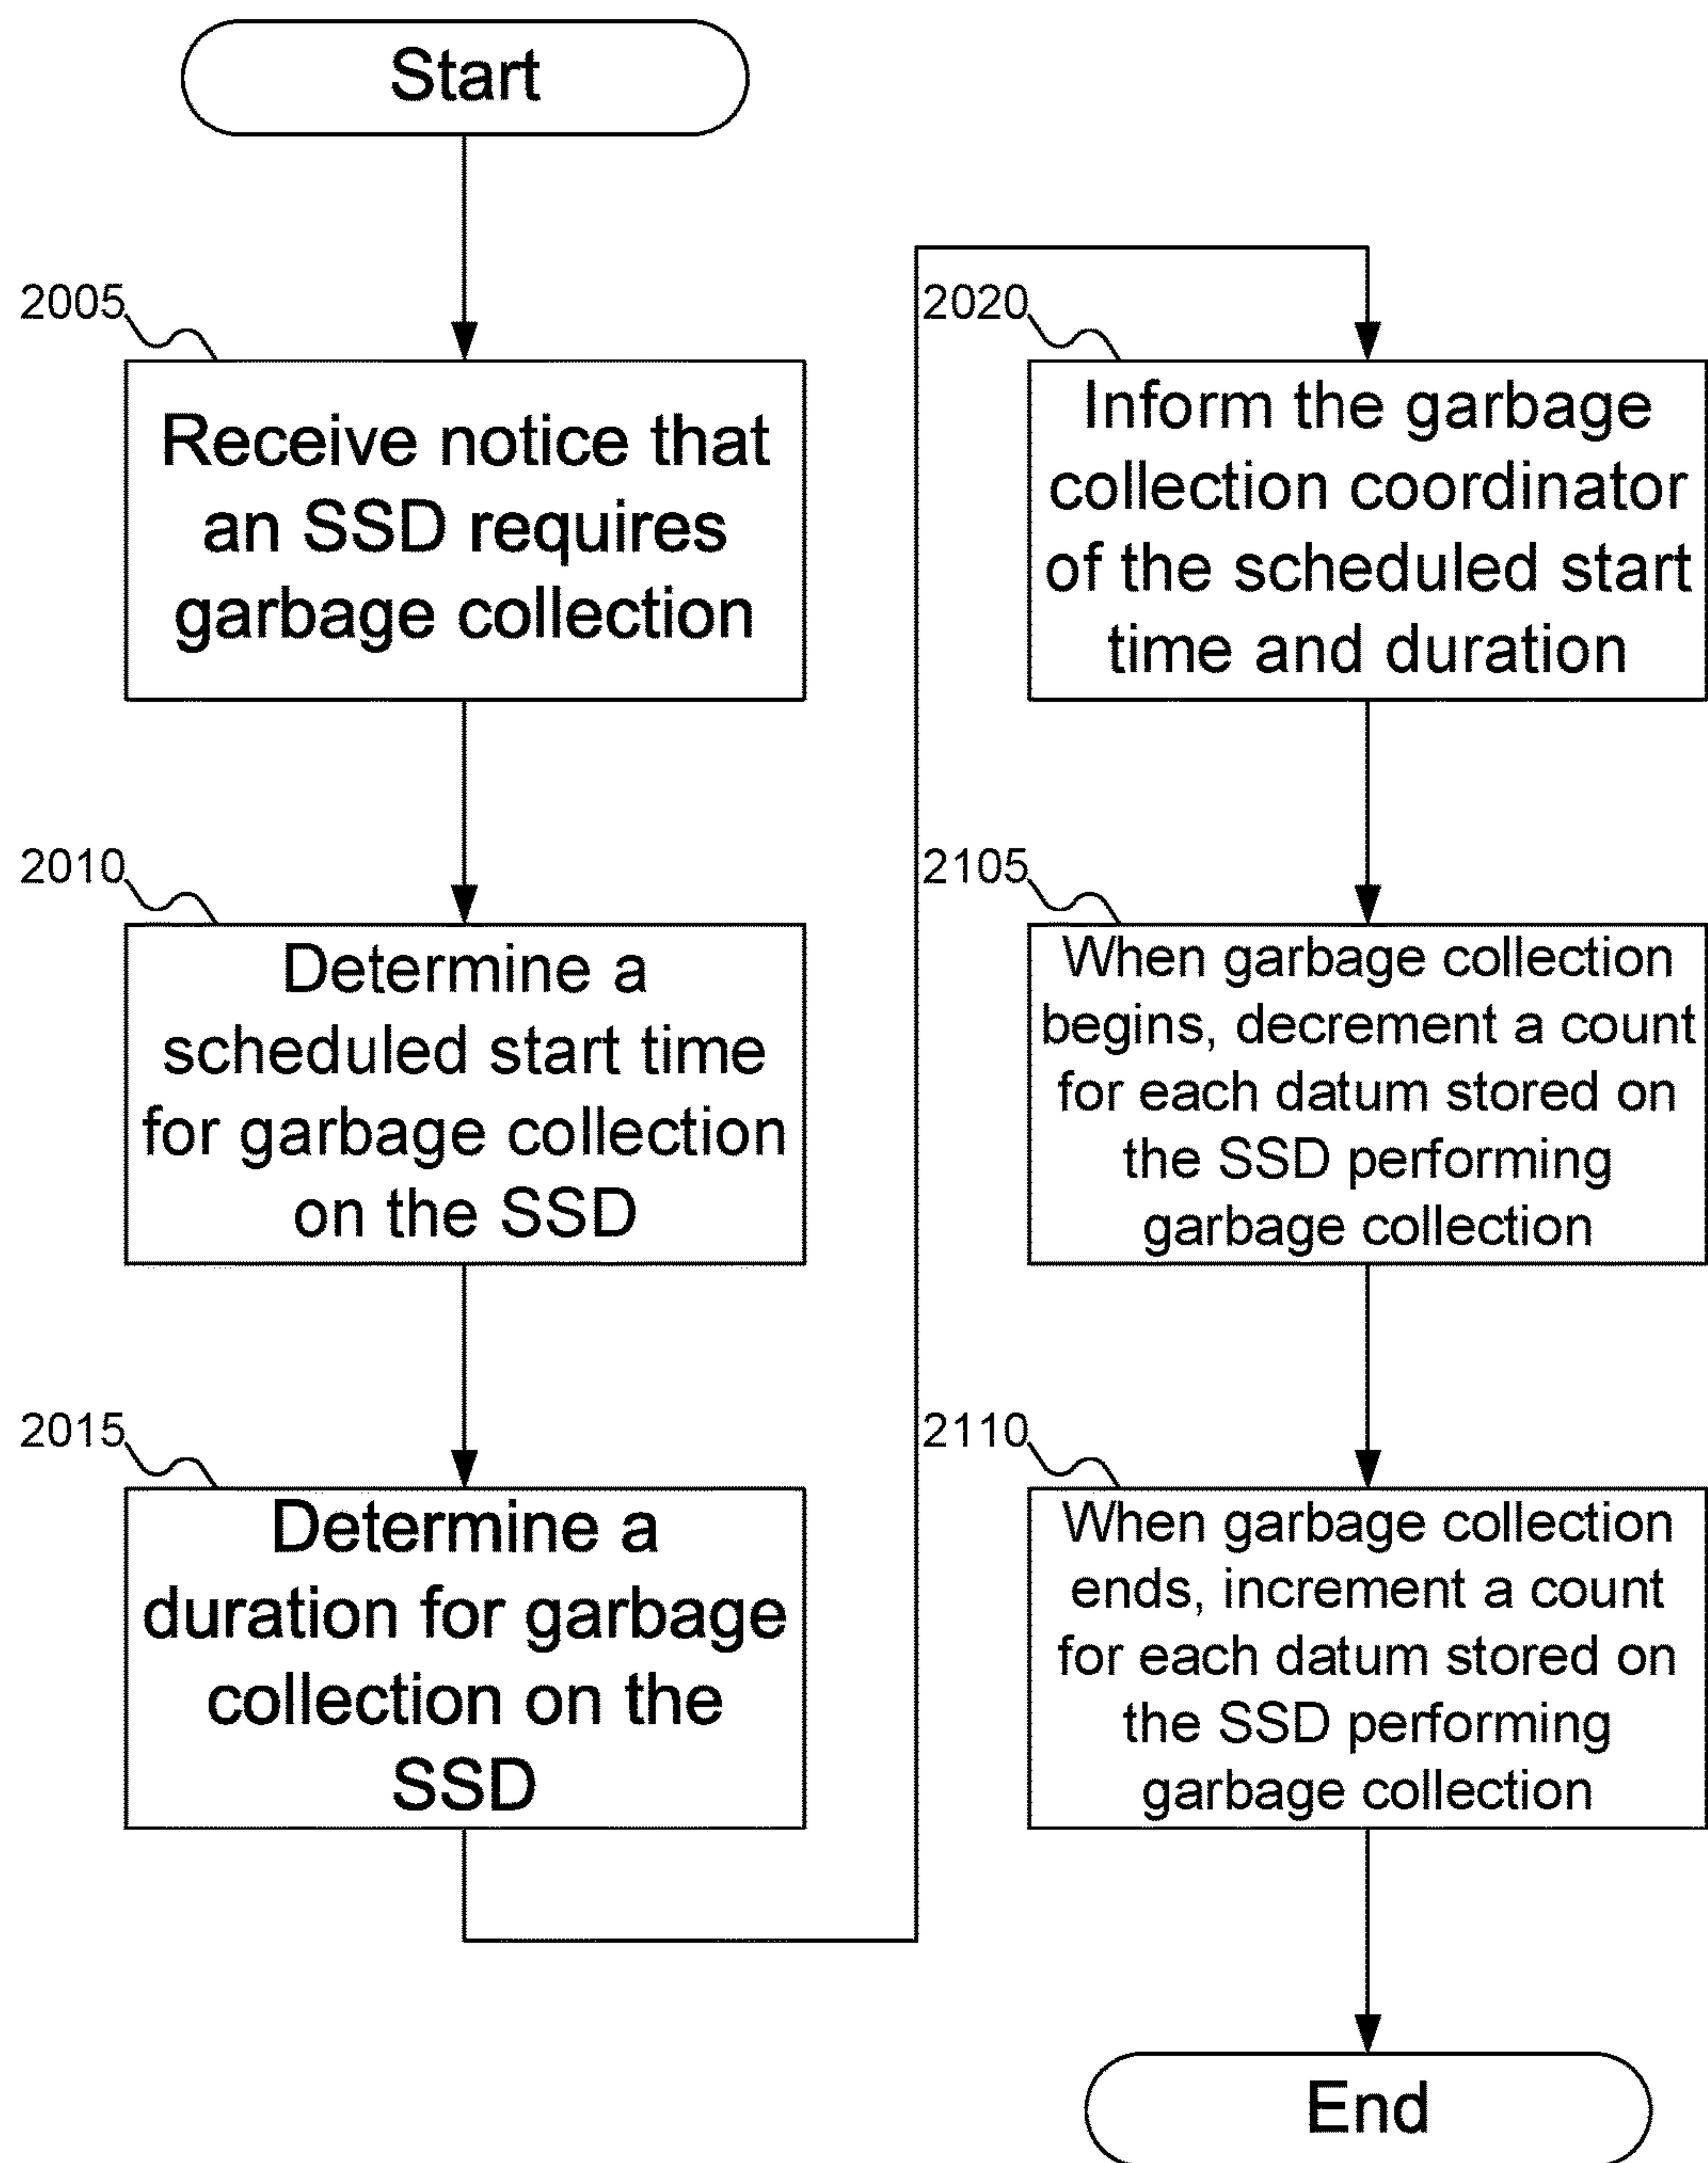 Start
2005
Receive notice that
an SSD requires
garbage collection
2010
Determine a
scheduled start time
for garbage collection
on the SSD
2015
Determine a
duration for garbage
collection on the
SSD
2020
Inform the garbage
collection coordinator
of the scheduled start
time and duration
2105
When garbage collection
begins, decrement a count
for each datum stored on
the SSD performing
garbage collection
2110
When garbage collection
ends, increment a count
for each datum stored on
the SSD performing
garbage collection
End